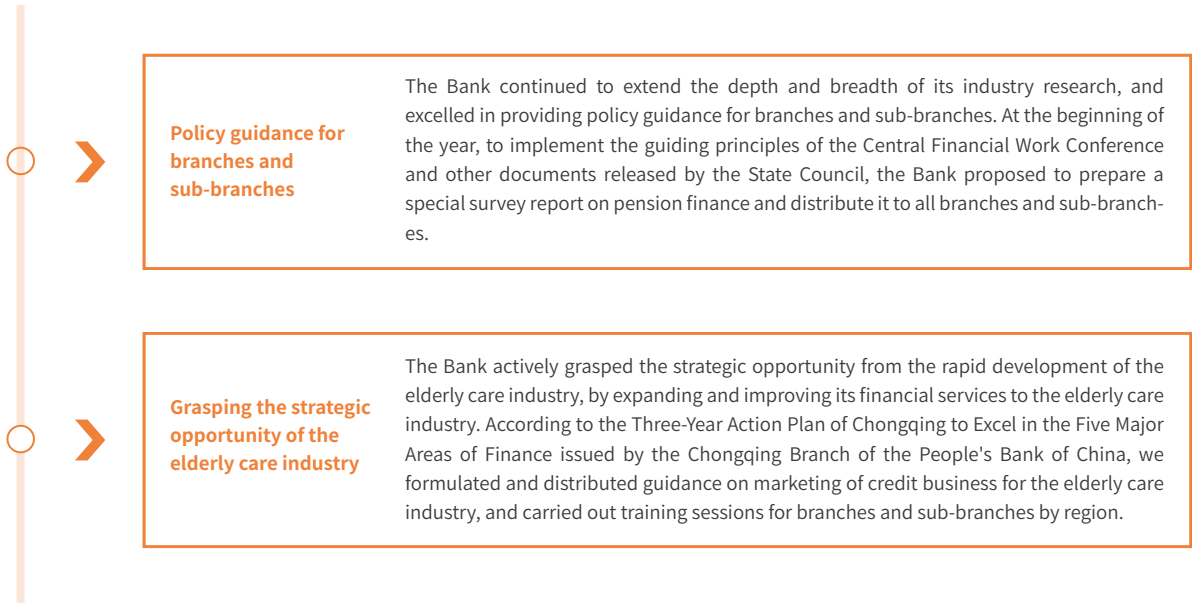 Policy guidance for
branches and
sub-branches
The Bank continued to extend the depth and breadth of its industry research, and
excelled in providing policy guidance for branches and sub-branches. At the beginning of
the year, to implement the guiding principles of the Central Financial Work Conference
and other documents released by the State Council, the Bank proposed to prepare a
special survey report on pension finance and distribute it to all branches and sub-branch-
es.
Grasping the strategic
opportunity of the
elderly care industry
The Bank actively grasped the strategic opportunity from the rapid development of the
elderly care industry, by expanding and improving its financial services to the elderly care
industry. According to the Three-Year Action Plan of Chongqing to Excel in the Five Major
Areas of Finance issued by the Chongqing Branch of the People's Bank of China, we
formulated and distributed guidance on marketing of credit business for the elderly care
industry, and carried out training sessions for branches and sub-branches by region.